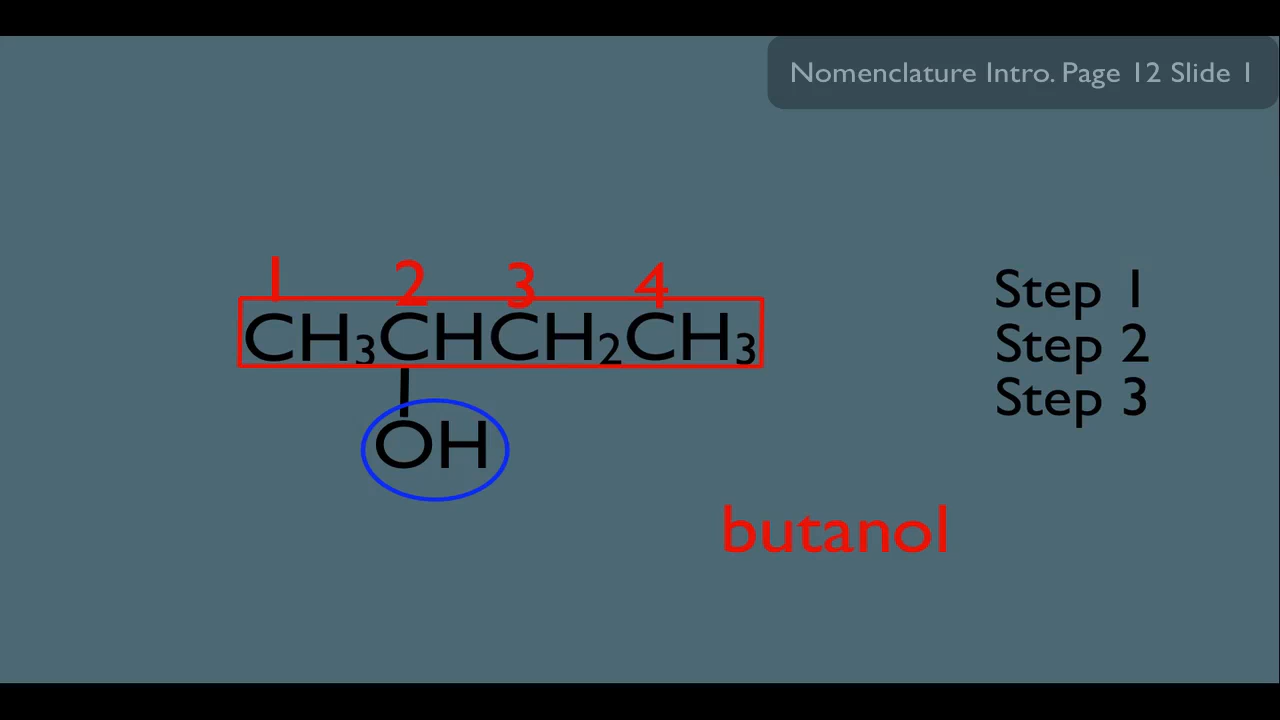 Nomenclature Intro. Page 12 Slide 1
1 2 3 4
CH₃CHCH₂CH₃
OH
Step 1
Step 2
Step 3
butanol